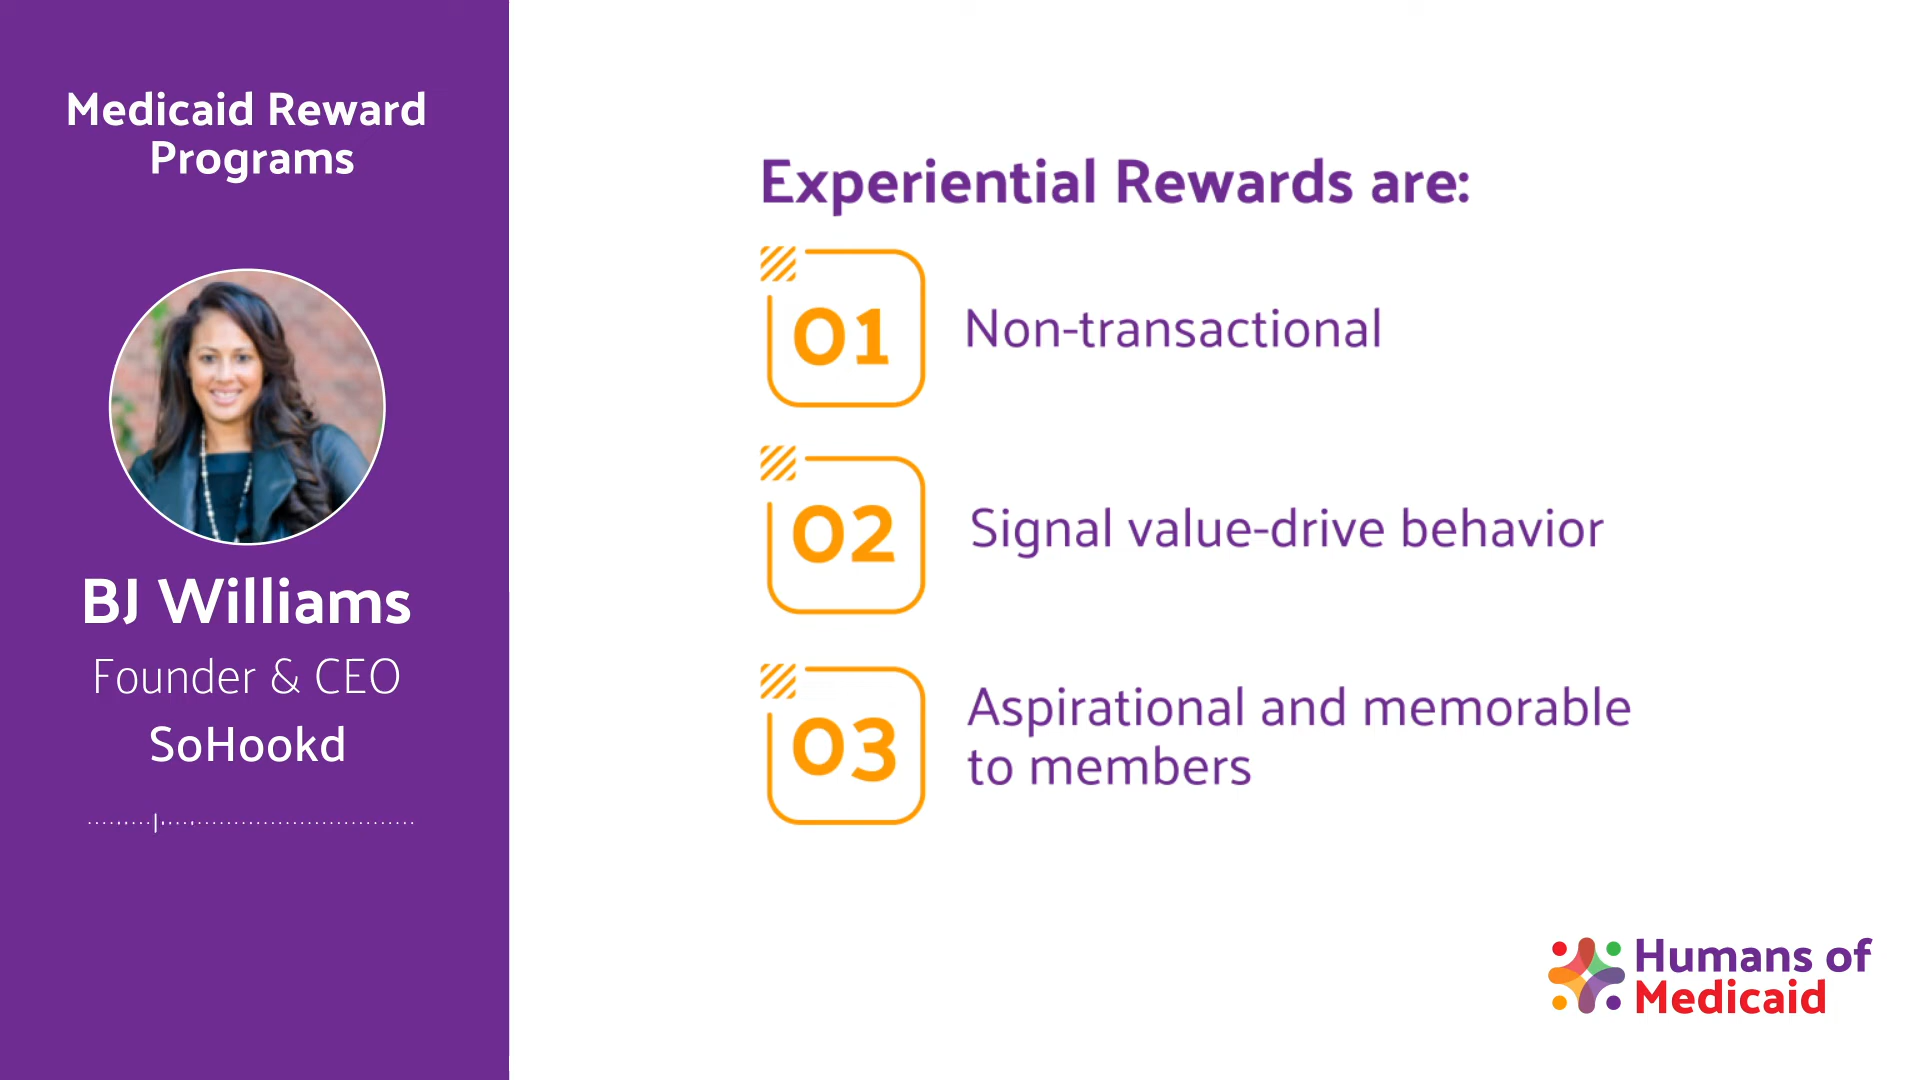 Medicaid Reward
Programs
BJ Williams
Founder & CEO
SoHookd
Experiential Rewards are:
01
Non-transactional
02
Signal value-drive behavior
03
Aspirational and memorable
to members
Humans of
Medicaid